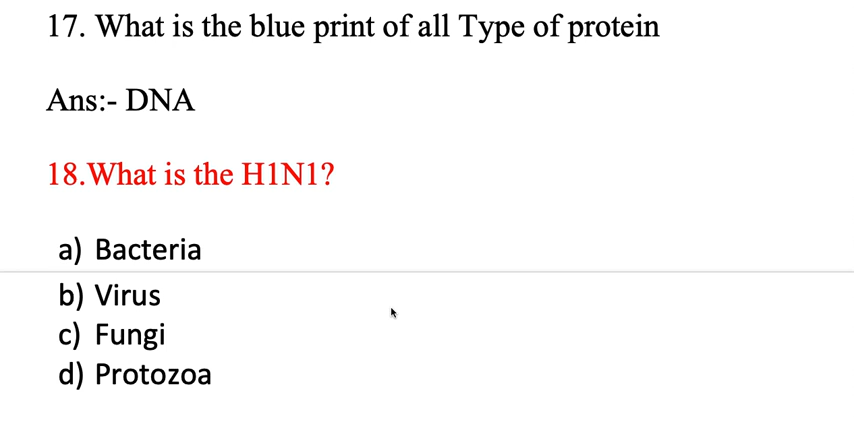 17. What is the blue print of all Type of protein
Ans:- DNA
18.What is the H1N1?
a) Bacteria
b) Virus
c) Fungi
d) Protozoa